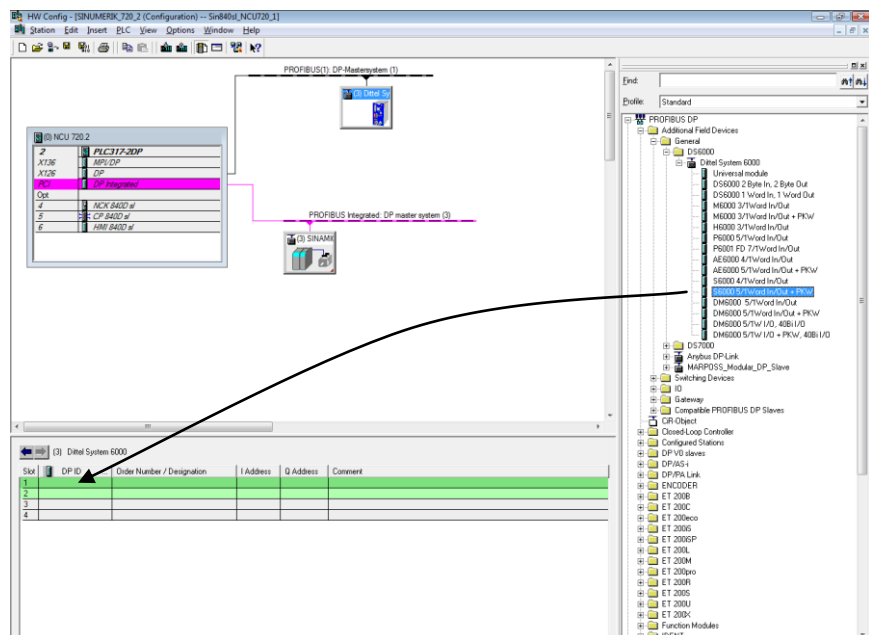 HW Config - [SINUMERIK_720_2 (Configuration) -- Sin840sl_NCU720_1]
Station Edit Insert PLC View Options Window Help
PROFIBUS(1): DP-Mastersystem (1)
(3) Dittel Sy
(0) NCU 720.2
2 PLC317-2DP
X136 MPI/DP
X126 DP
PCI DP Integrated
Opt
4 NCK 840D sl
5 CP 840D sl
6 HMI 840D sl
PROFIBUS Integrated: DP master system (3)
(3) SINAMI
(3) Dittel System 6000
Slot DP ID Order Number / Designation I Address Q Address Comment
1
2
3
4
Find:
Profile: Standard
PROFIBUS DP
Additional Field Devices
General
DS6000
Dittel System 6000
Universal module
DS6000 2 Byte In, 2 Byte Out
DS6000 1 Word In, 1 Word Out
M6000 3/1Word In/Out
M6000 3/1Word In/Out + PKW
H6000 3/1Word In/Out
P6000 5/1Word In/Out
P6001 FD 7/1Word In/Out
AE6000 4/1Word In/Out
AE6000 5/1Word In/Out + PKW
S6000 4/1Word In/Out
S6000 5/1Word In/Out + PKW
DM6000 5/1Word In/Out
DM6000 5/1Word In/Out + PKW
DM6000 5/1W I/O, 40Bi I/O
DM6000 5/1W I/O + PKW, 40Bi I/O
DS7000
Anybus DP-Link
MARPOSS_Modular_DP_Slave
Switching Devices
IO
Gateway
Compatible PROFIBUS DP Slaves
CiR-Object
Closed-Loop Controller
Configured Stations
DP V0 slaves
DP/AS-i
DP/PA Link
ENCODER
ET 200B
ET 200C
ET 200eco
ET 200iS
ET 200iSP
ET 200L
ET 200M
ET 200pro
ET 200R
ET 200S
ET 200U
ET 200X
Function Modules
IDENT